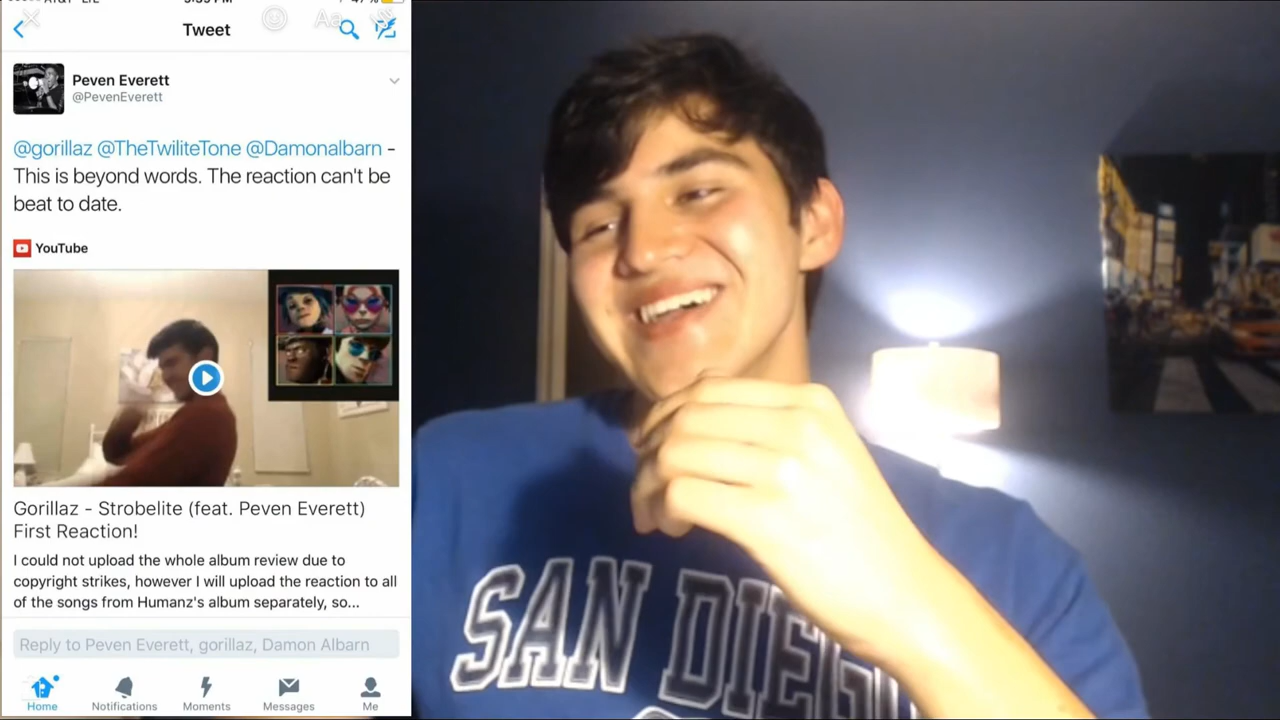 Tweet
Aa
Peven Everett
@PevenEverett
@gorillaz @TheTwiliteTone @Damonalbarn -
This is beyond words. The reaction can't be
beat to date.
YouTube
Gorillaz - Strobelite (feat. Peven Everett)
First Reaction!
I could not upload the whole album review due to
copyright strikes, however I will upload the reaction to all
of the songs from Humanz's album separately, so...
Reply to Peven Everett, gorillaz, Damon Albarn
Home Notifications Moments Messages Me
SAN DIEGO